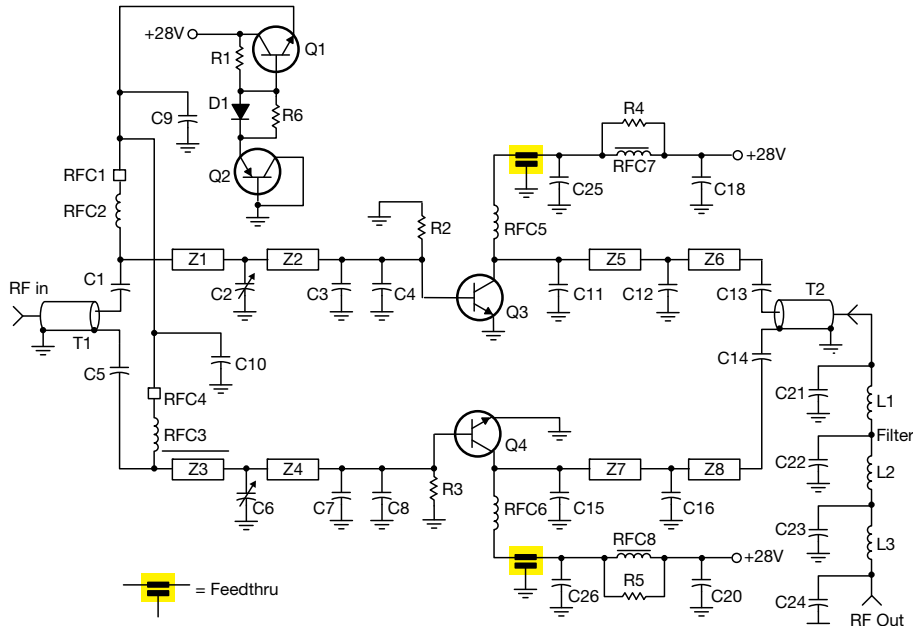 +28V
R1
Q1
D1
R6
C9
Q2
R4
RFC7
+28V
C25
C18
RFC1
RFC2
R2
RFC5
Z1
Z2
Z5
Z6
C1
C2
C3
C4
Q3
C11
C12
C13
T2
RF in
T1
C5
C10
C14
RFC4
RFC3
C21
L1
Filter
Z3
Z4
Q4
Z7
Z8
C22
L2
C6
C7
C8
R3
RFC6
C15
C16
C23
L3
RFC8
+28V
= Feedthru
C26
R5
C20
C24
RF Out